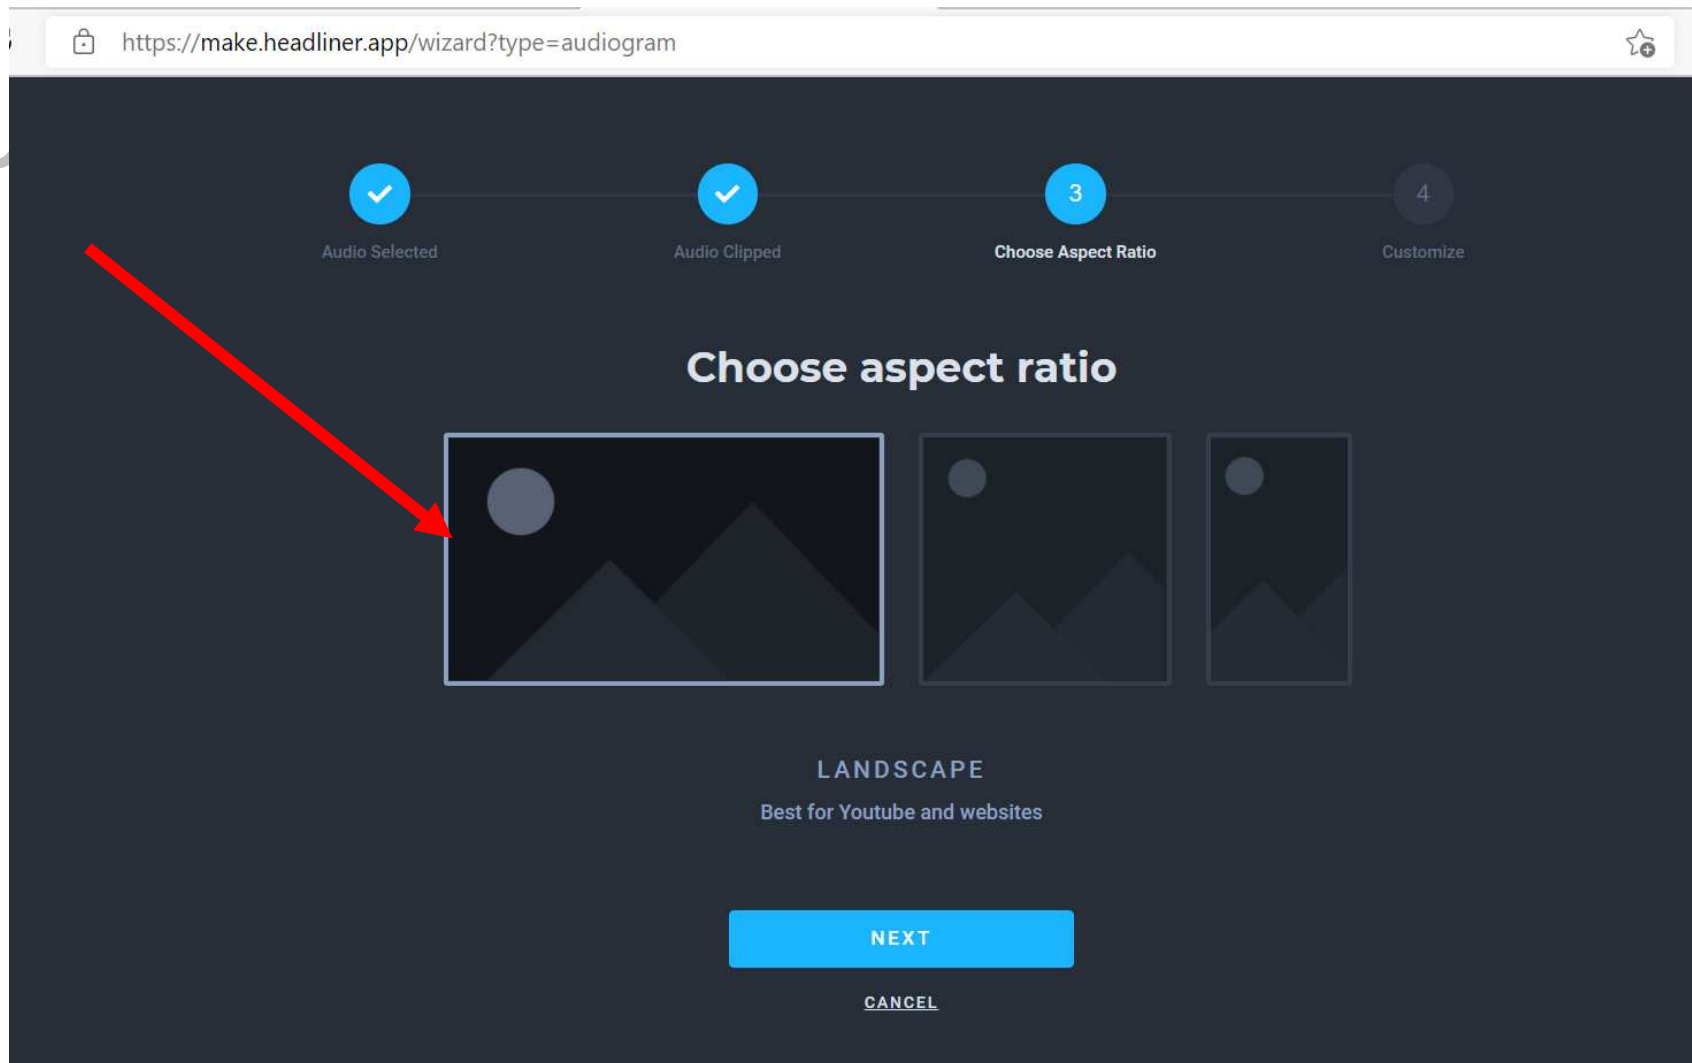 https://make.headliner.app/wizard?type=audiogram
3
4
Audio Selected
Audio Clipped
Choose Aspect Ratio
Customize
Choose aspect ratio
LANDSCAPE
Best for Youtube and websites
NEXT
CANCEL